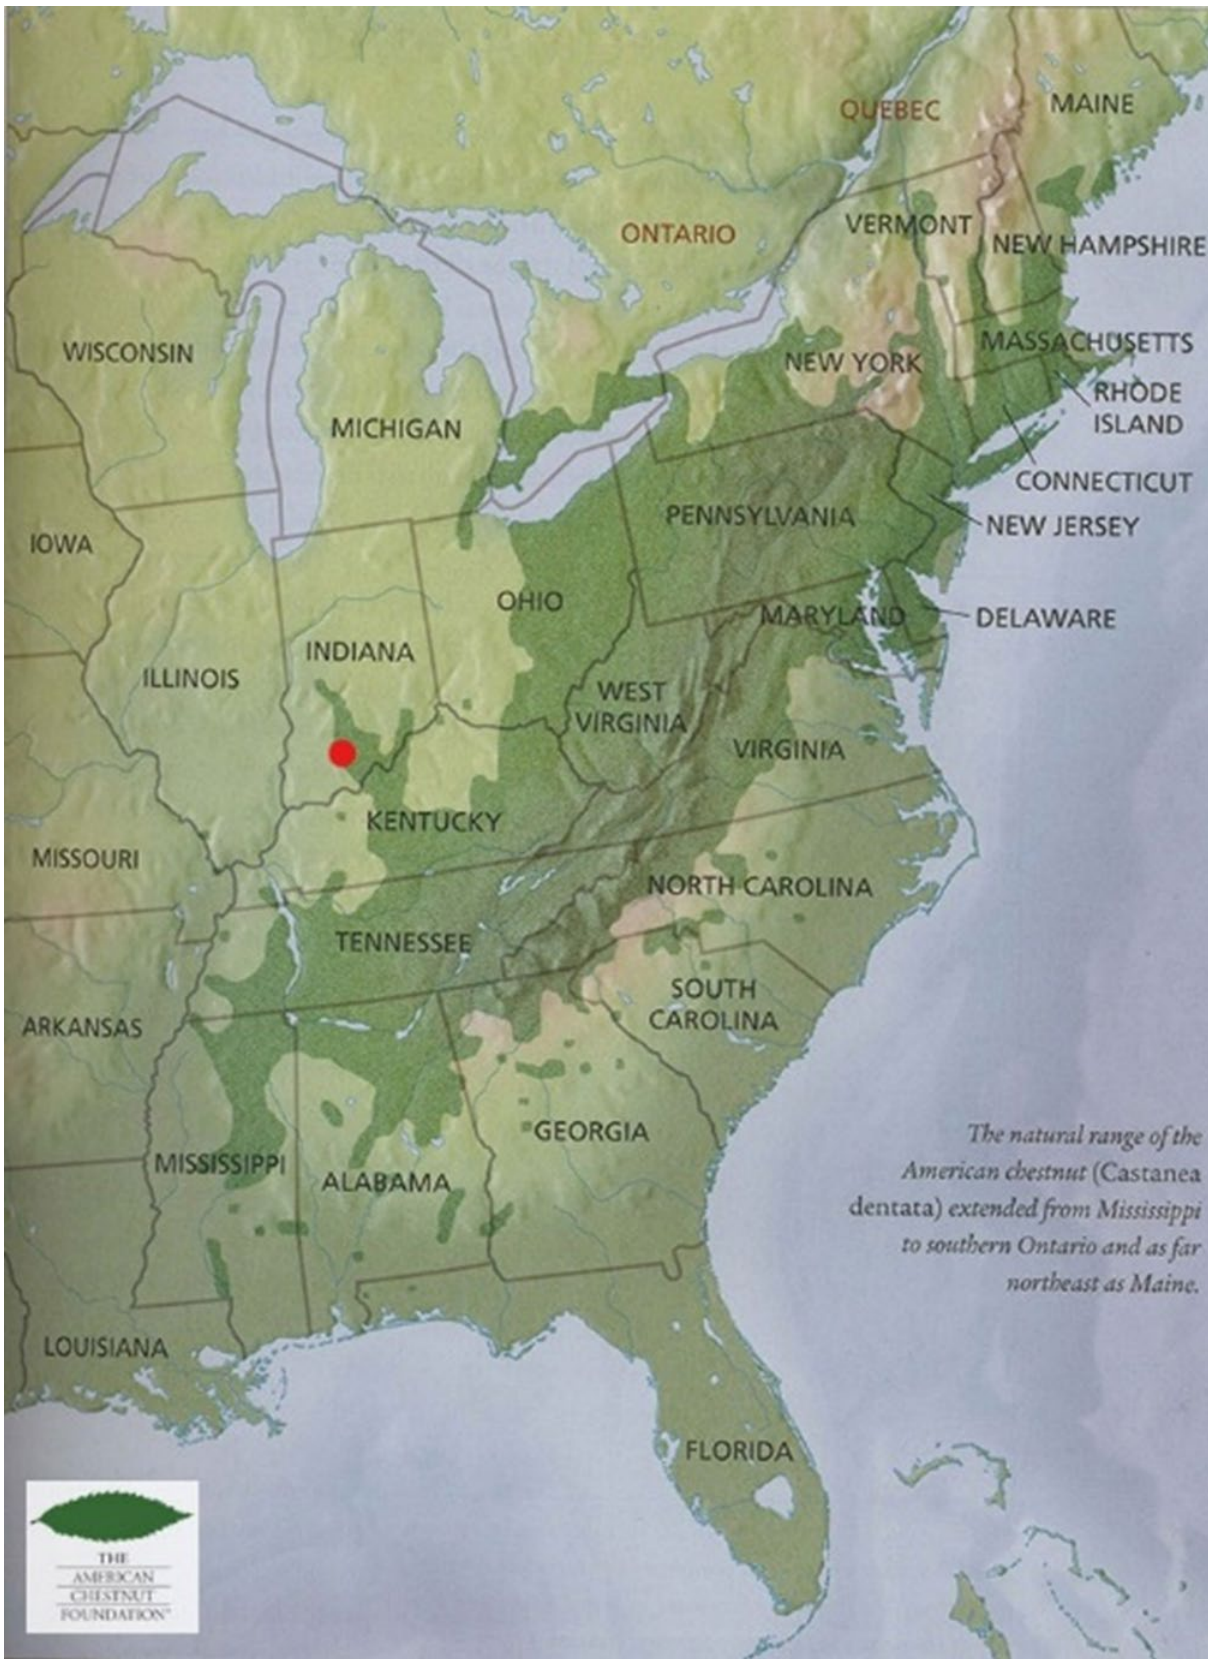 QUEBEC
MAINE
ONTARIO
VERMONT
NEW HAMPSHIRE
WISCONSIN
MASSACHUSETTS
NEW YORK
RHODE
ISLAND
MICHIGAN
CONNECTICUT
PENNSYLVANIA
NEW JERSEY
IOWA
OHIO
MARYLAND
DELAWARE
INDIANA
ILLINOIS
WEST
VIRGINIA
VIRGINIA
KENTUCKY
MISSOURI
NORTH CAROLINA
TENNESSEE
SOUTH
CAROLINA
ARKANSAS
GEORGIA
MISSISSIPPI
ALABAMA
The natural range of the
American chestnut (Castanea
dentata) extended from Mississippi
to southern Ontario and as far
northeast as Maine.
LOUISIANA
FLORIDA
THE
AMERICAN
CHESTNUT
FOUNDATION®